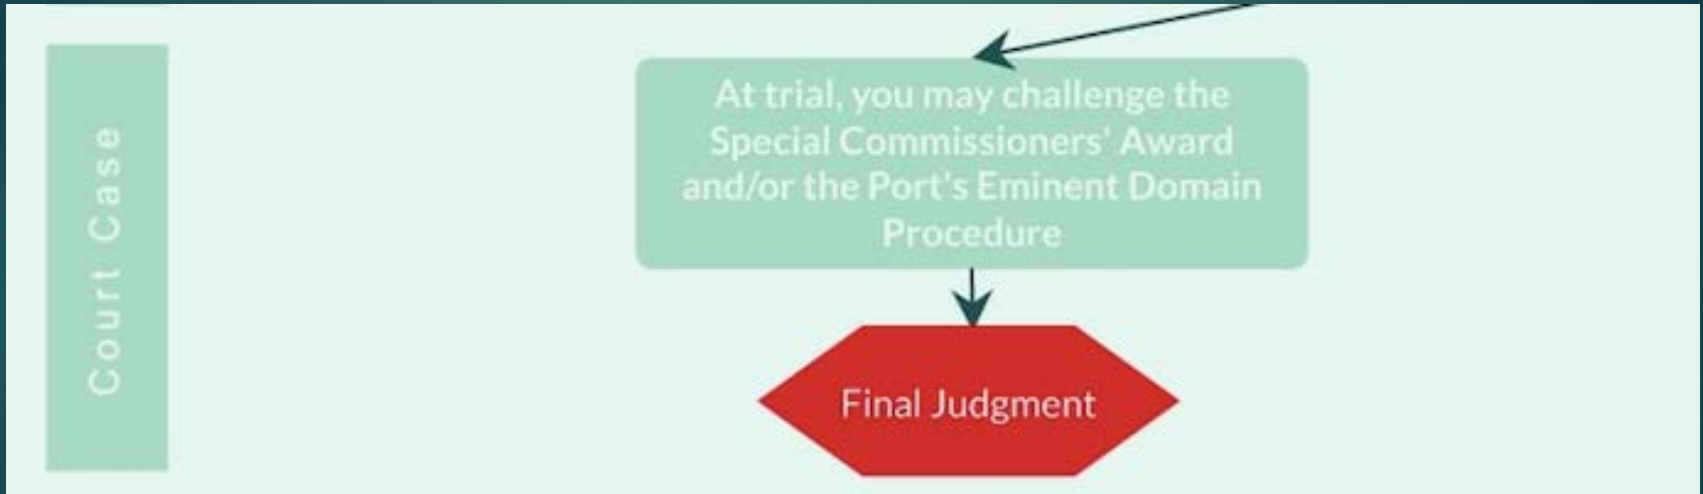 Court Case
At trial, you may challenge the
Special Commissioners' Award
and/or the Port's Eminent Domain
Procedure
Final Judgment